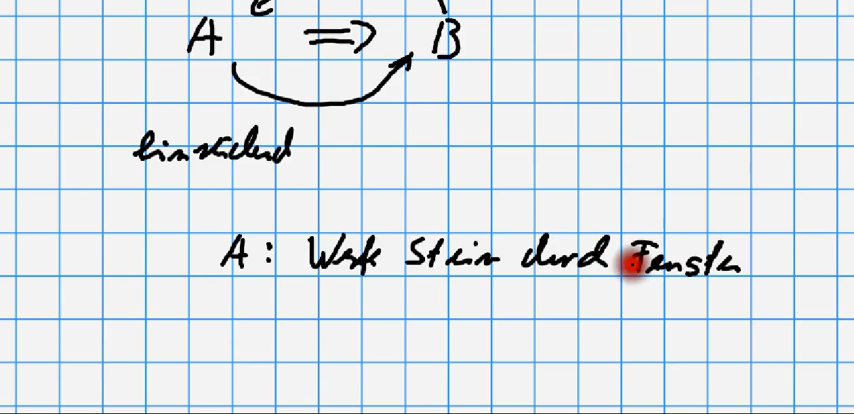 A ⇒ B
hinreichend
A: Werfe Stein durch Fenster